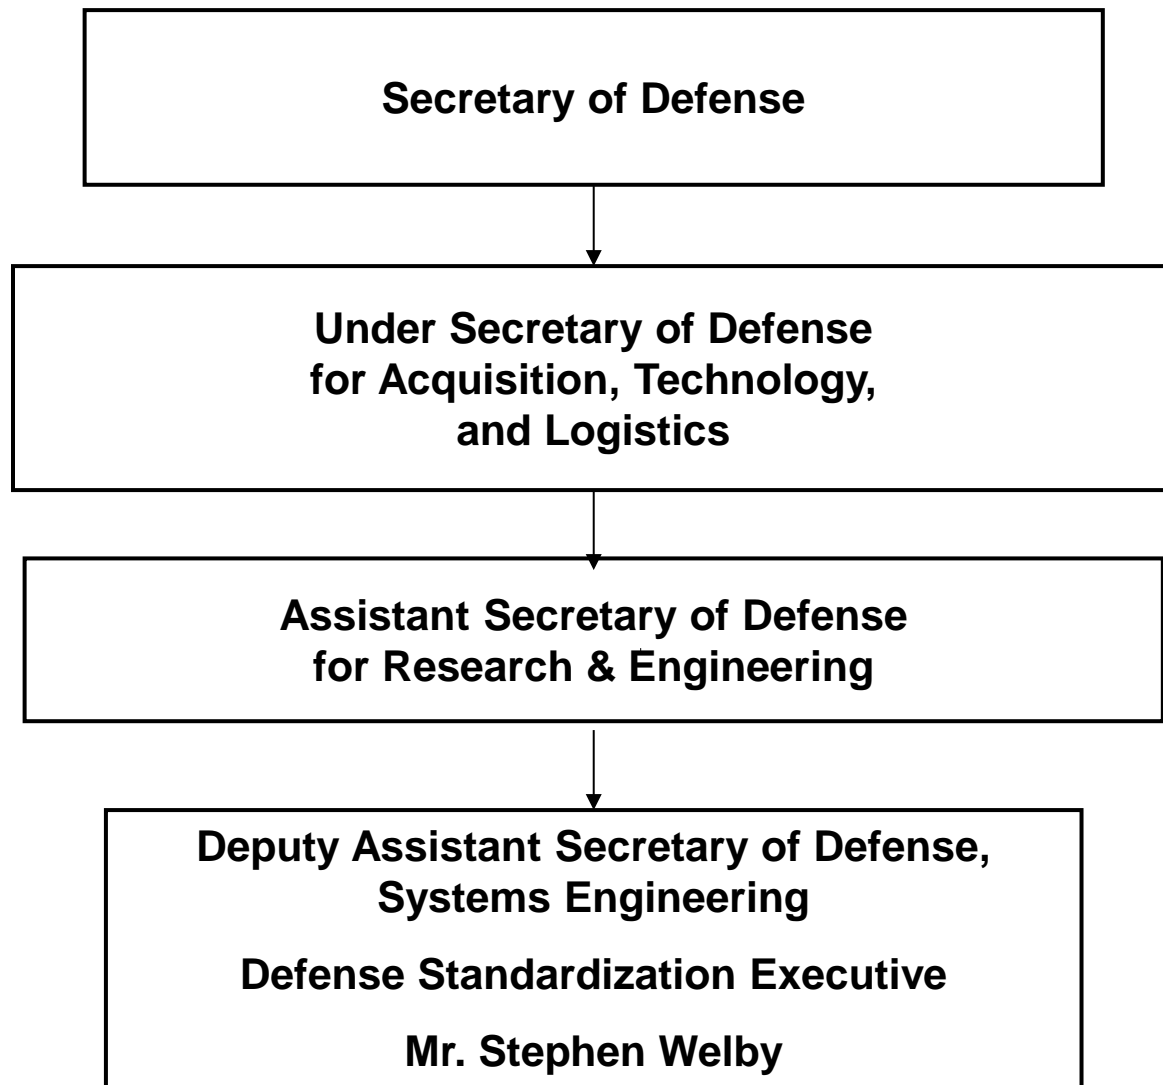 Secretary of Defense
Under Secretary of Defense
for Acquisition, Technology,
and Logistics
Assistant Secretary of Defense
for Research & Engineering
Deputy Assistant Secretary of Defense,
Systems Engineering
Defense Standardization Executive
Mr. Stephen Welby